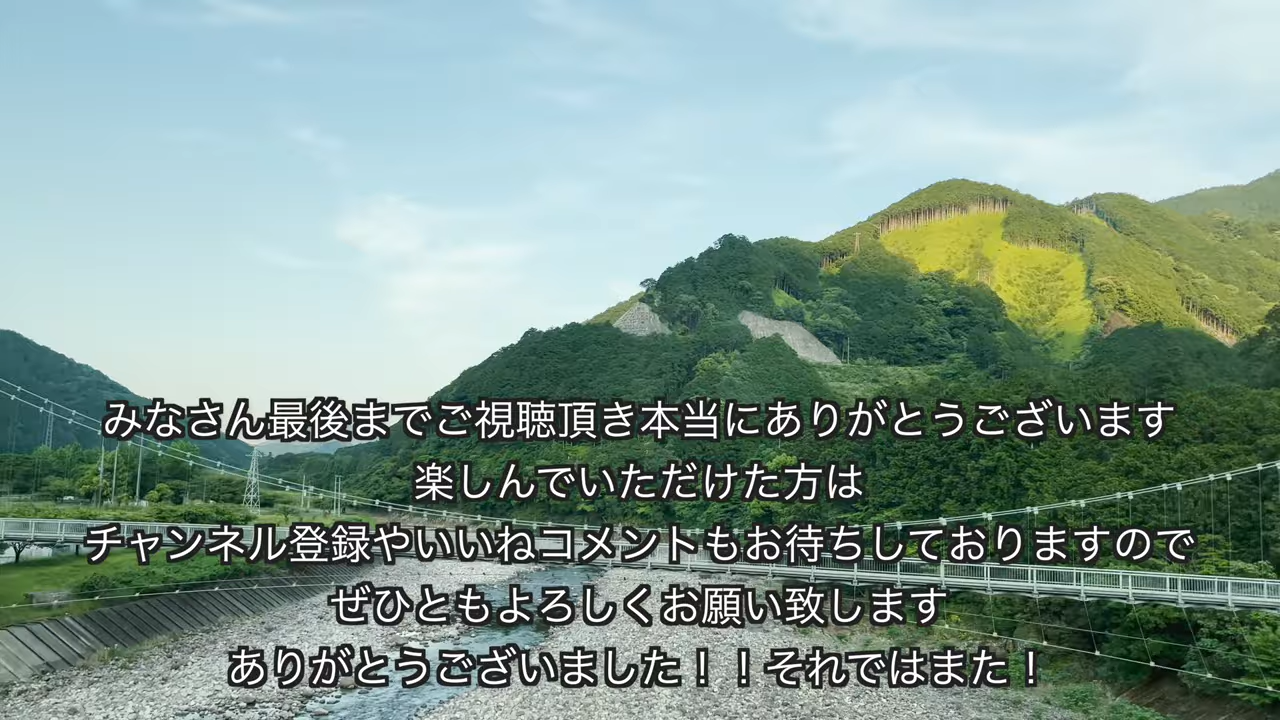 みなさん最後までご視聴頂き本当にありがとうございます
楽しんでいただけた方は
チャンネル登録やいいねコメントもお待ちしておりますので
ぜひともよろしくお願い致します
ありがとうございました！！それではまた！